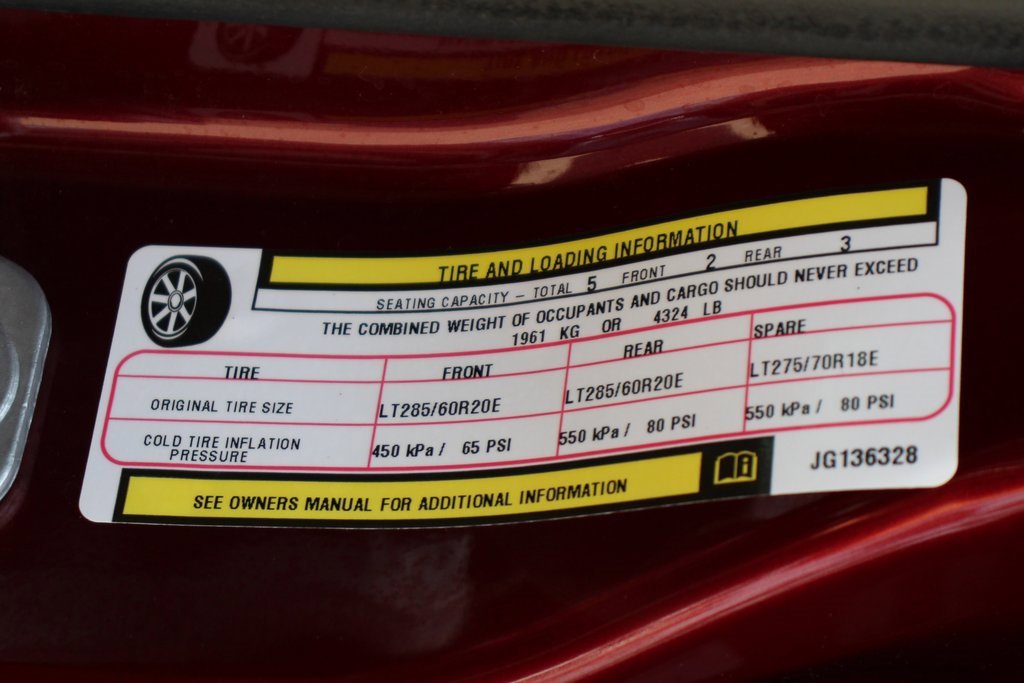 TIRE AND LOADING INFORMATION
SEATING CAPACITY - TOTAL 5 FRONT 2 REAR 3
THE COMBINED WEIGHT OF OCCUPANTS AND CARGO SHOULD NEVER EXCEED
1961 KG OR 4324 LB
TIRE FRONT REAR SPARE
ORIGINAL TIRE SIZE LT285/60R20E LT285/60R20E LT275/70R18E
COLD TIRE INFLATION
PRESSURE 450 kPa / 65 PSI 550 kPa / 80 PSI 550 kPa / 80 PSI
SEE OWNERS MANUAL FOR ADDITIONAL INFORMATION
JG136328